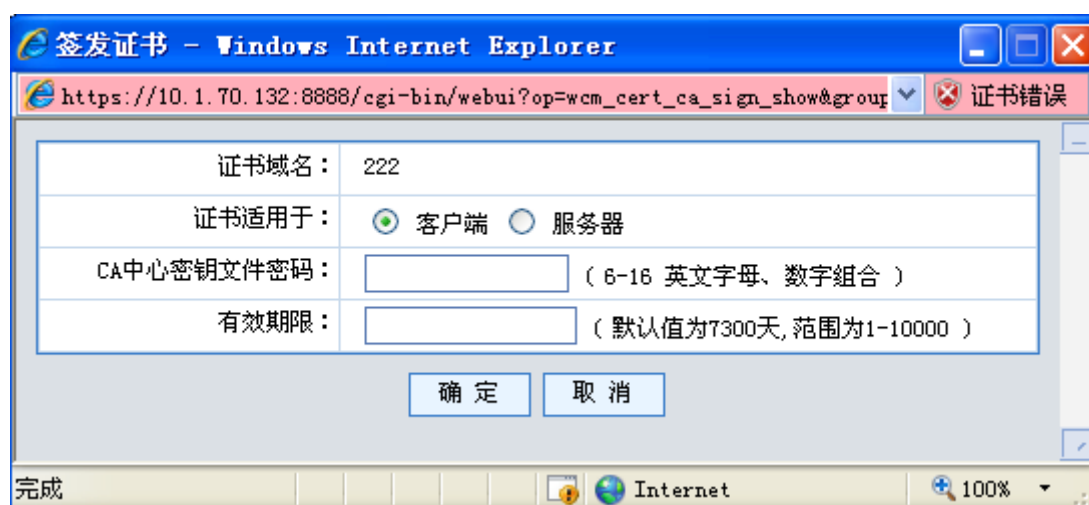 签发证书 - Windows Internet Explorer
https://10.1.70.132:8888/cgi-bin/webui?op=wcm_cert_ca_sign_show&group 证书错误
证书域名： 222
证书适用于： 客户端 服务器
CA中心密钥文件密码： （ 6-16 英文字母、数字组合 ）
有效期限： （ 默认值为7300天,范围为1-10000 ）
确 定 取 消
完成 Internet 100%